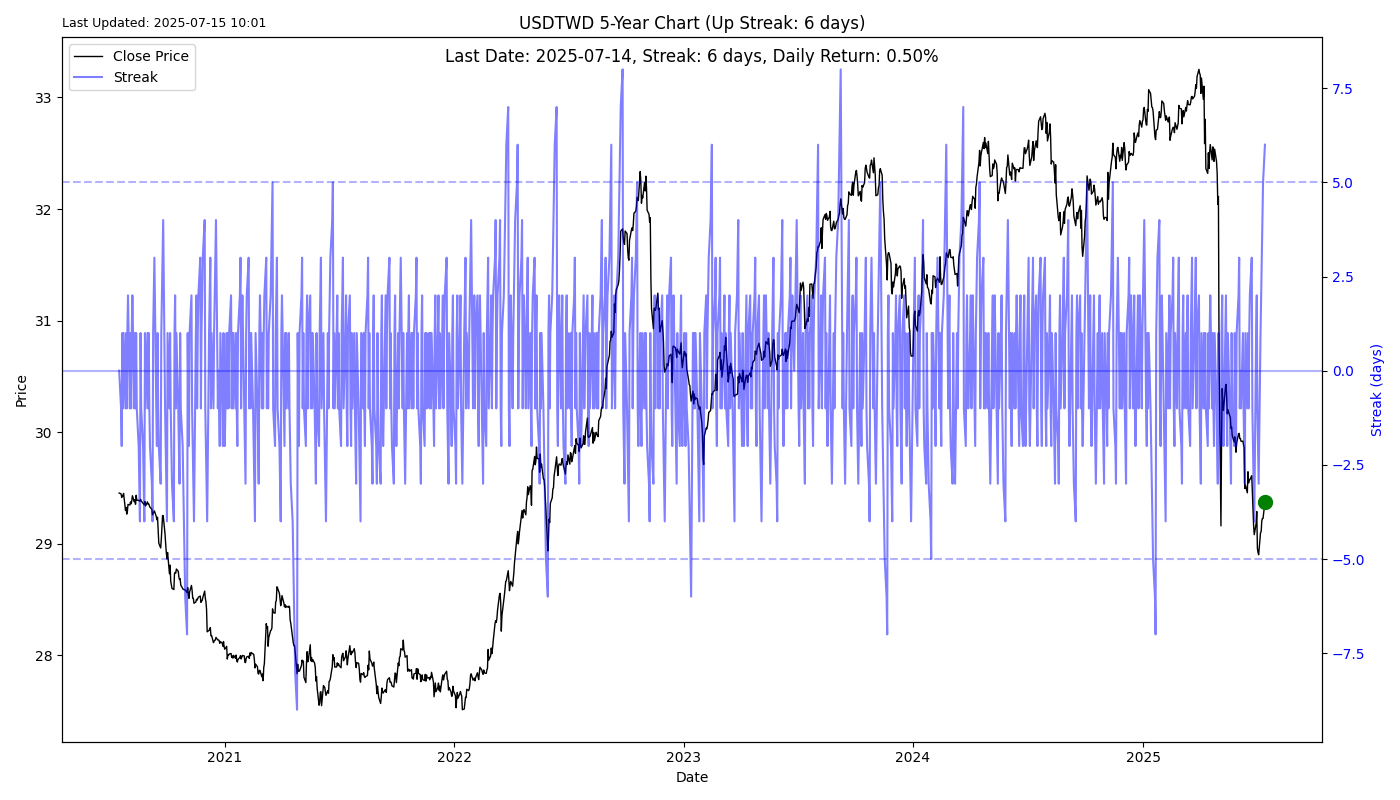 Last Updated: 2025-07-15 10:01
USDTWD 5-Year Chart (Up Streak: 6 days)
Last Date: 2025-07-14, Streak: 6 days, Daily Return: 0.50%
Close Price
Streak
33
32
31
30
29
28
Price
7.5
5.0
2.5
0.0
−2.5
−5.0
−7.5
Streak (days)
2021
2022
2023
2024
2025
Date